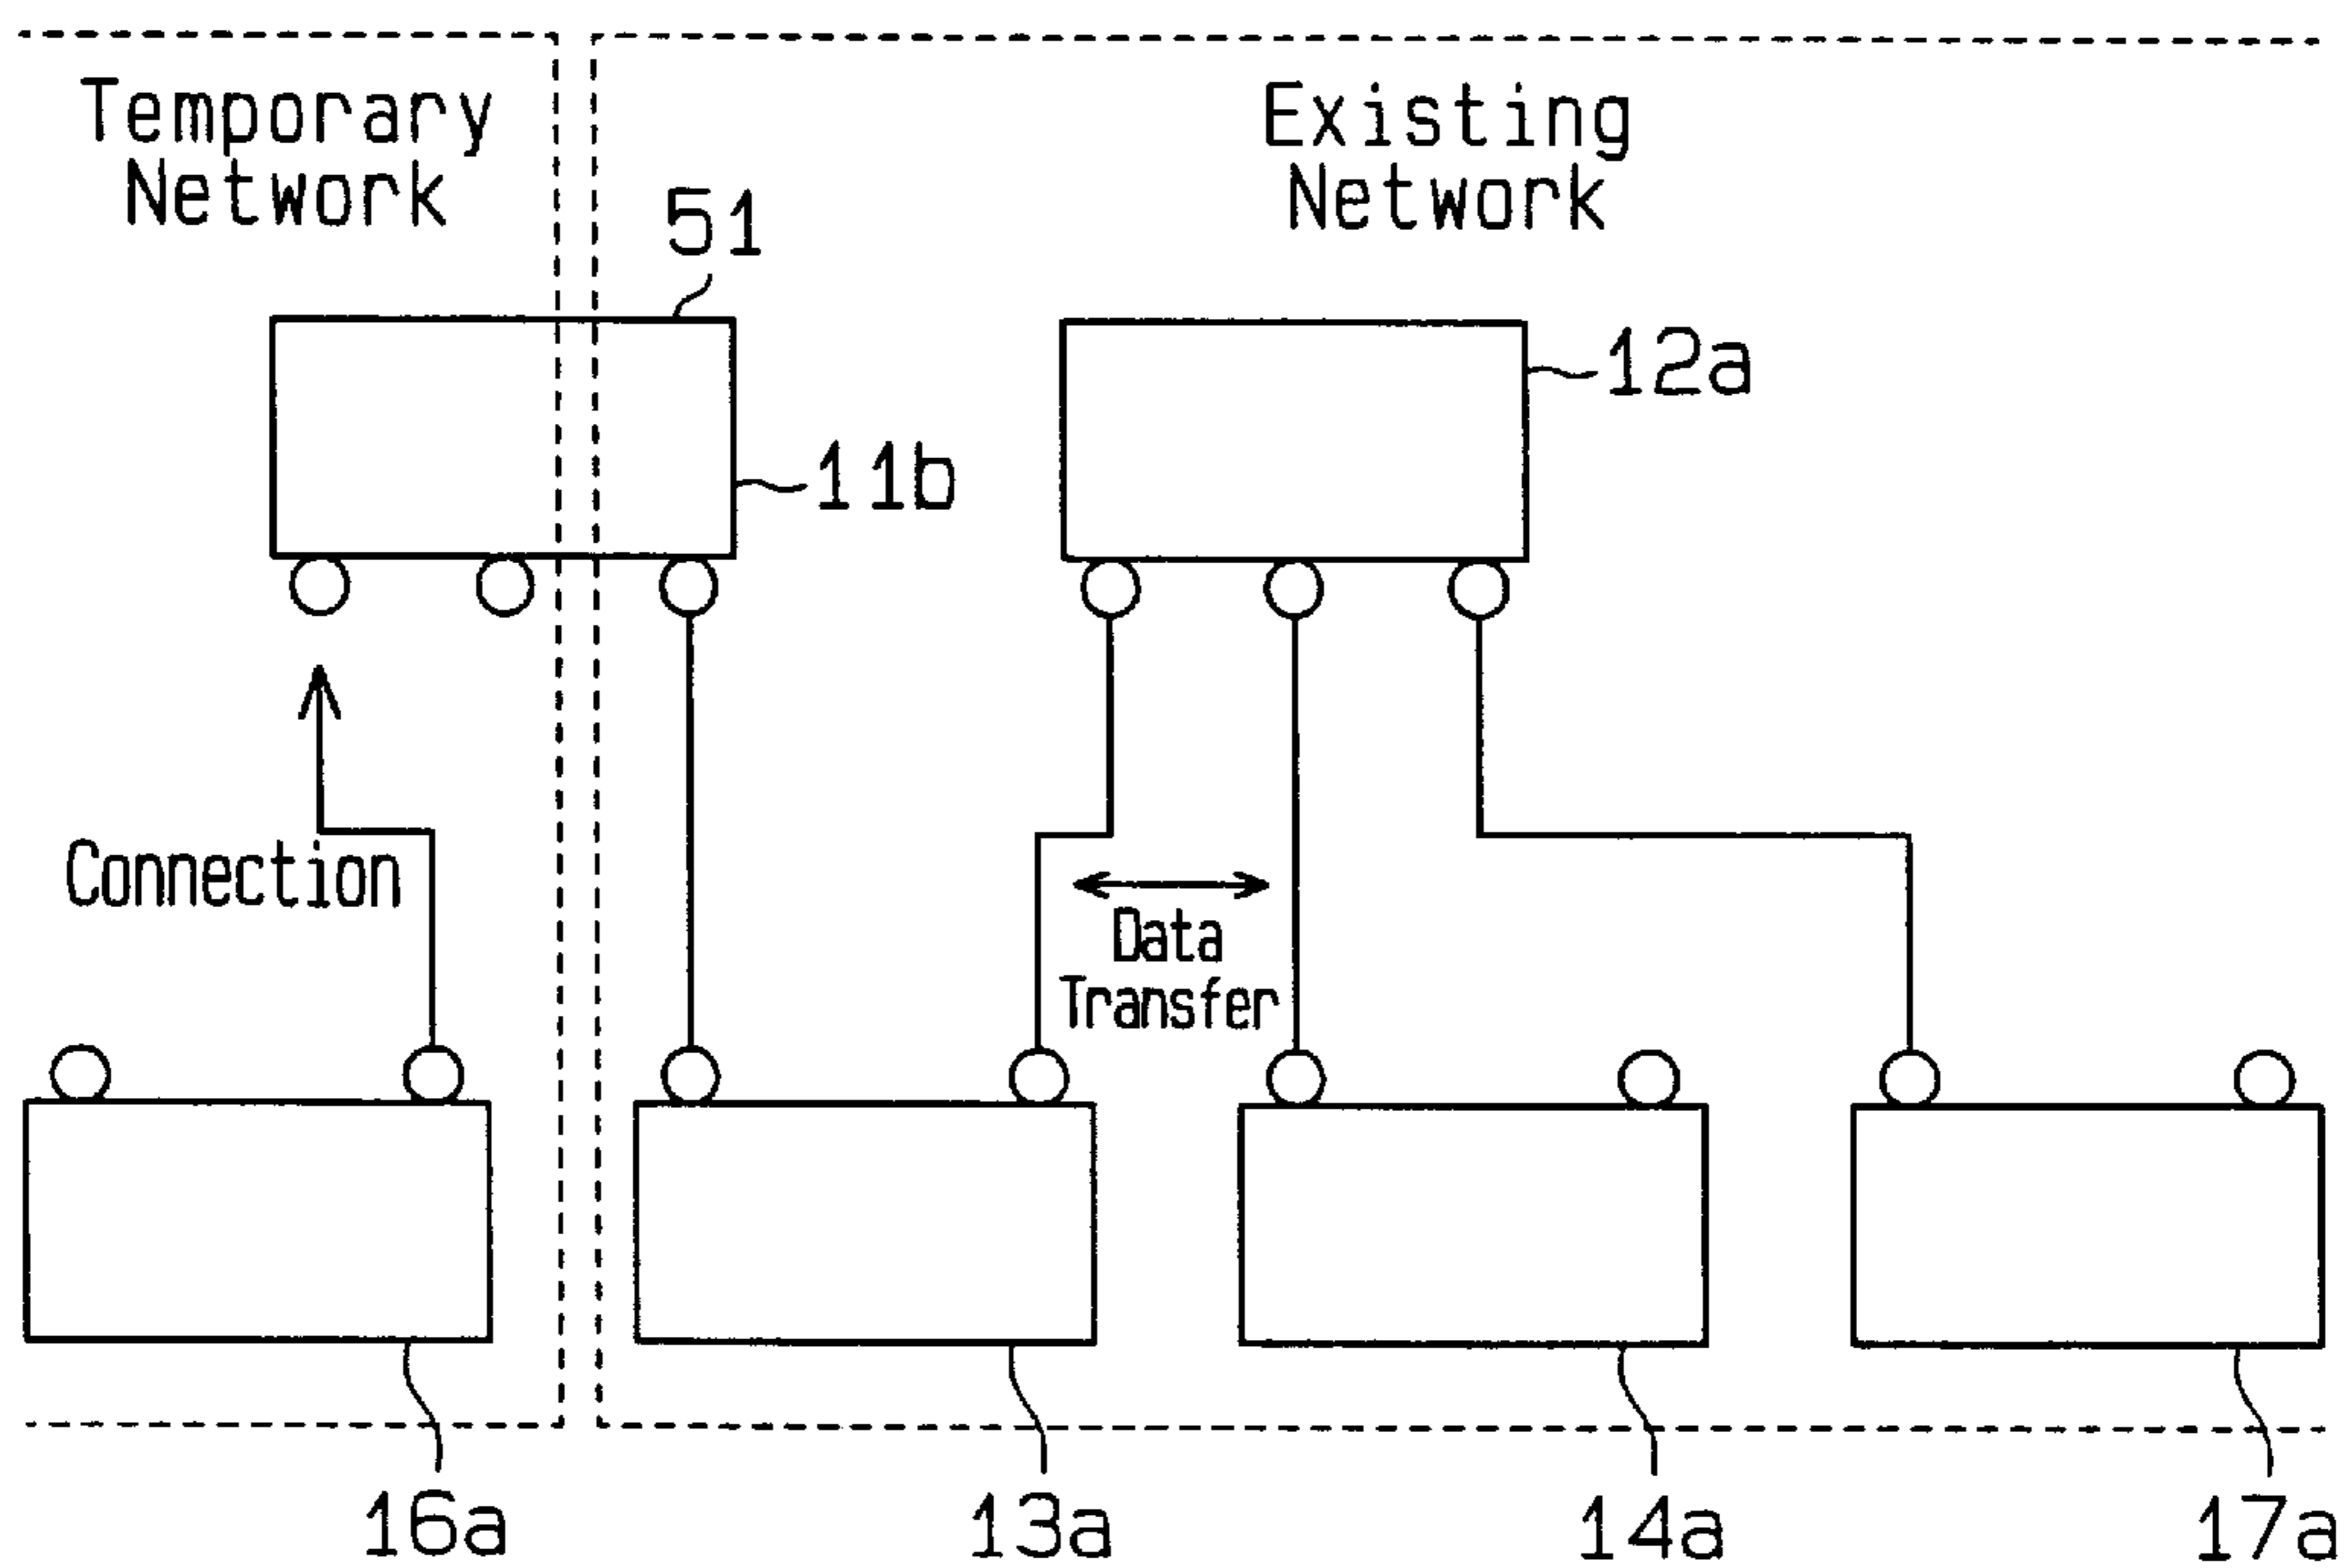 Temporary
Network
Existing
Network
51
12a
11b
Connection
Data
Transfer
16a
13a
14a
17a